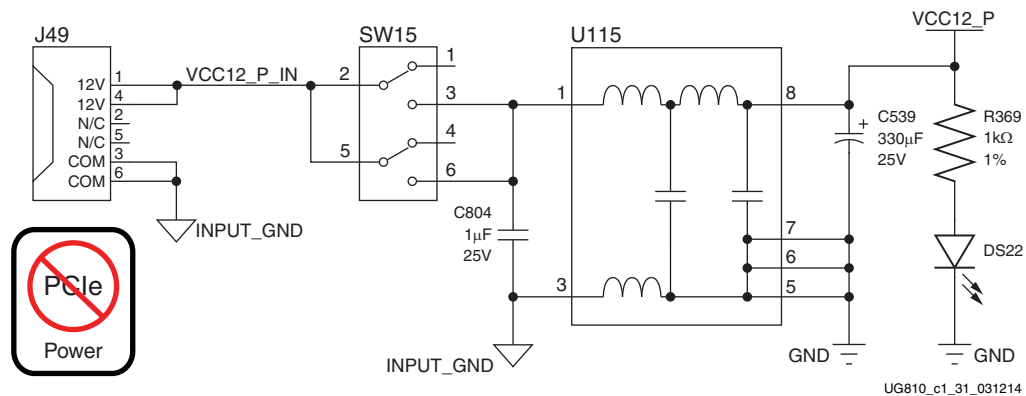 J49
12V 1
12V 4
N/C 2
N/C 5
COM 3
COM 6
INPUT_GND
VCC12_P_IN
SW15
2
1
3
4
5
6
C804
1µF
25V
INPUT_GND
U115
1
3
8
7
6
5
C539
330µF
25V
+
GND
VCC12_P
R369
1kΩ
1%
DS22
GND
PCIe
Power
UG810_c1_31_031214